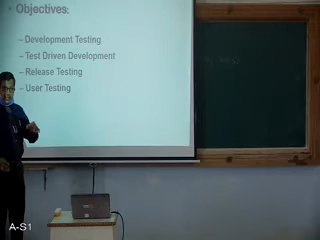 • Objectives:
– Development Testing
– Test Driven Development
– Release Testing
– User Testing
A-S1